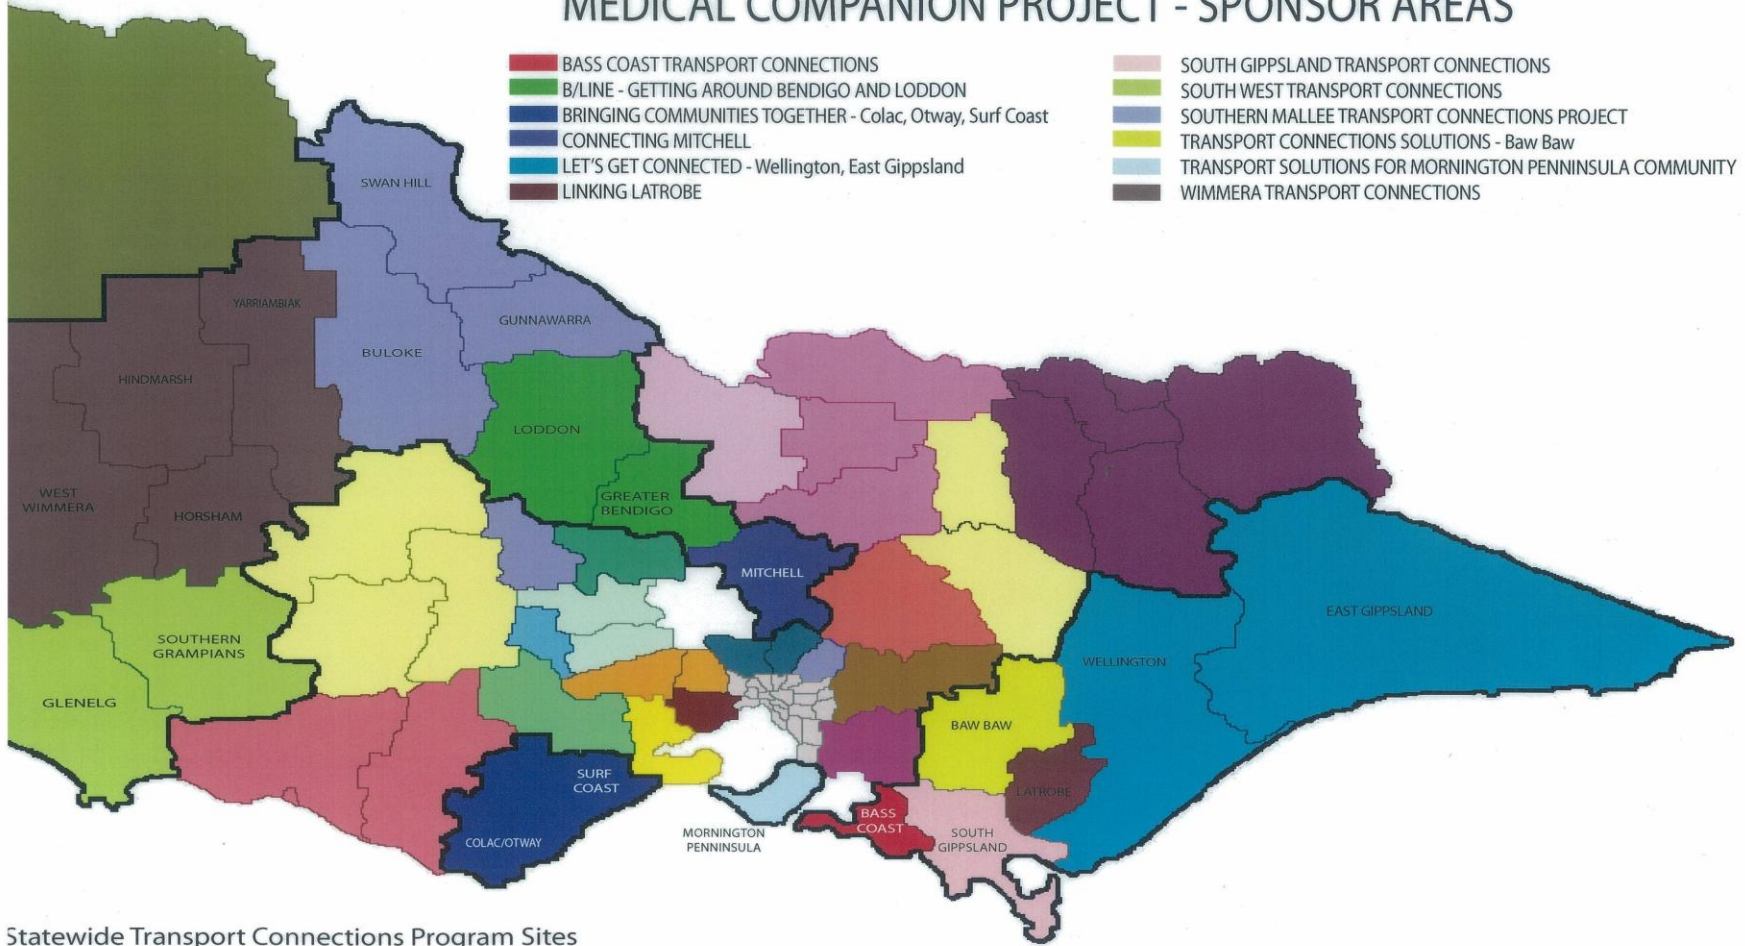 MEDICAL COMPANION PROJECT - SPONSOR AREAS
BASS COAST TRANSPORT CONNECTIONS
B/LINE - GETTING AROUND BENDIGO AND LODDON
BRINGING COMMUNITIES TOGETHER - Colac, Otway, Surf Coast
CONNECTING MITCHELL
LET'S GET CONNECTED - Wellington, East Gippsland
LINKING LATROBE
SOUTH GIPPSLAND TRANSPORT CONNECTIONS
SOUTH WEST TRANSPORT CONNECTIONS
SOUTHERN MALLEE TRANSPORT CONNECTIONS PROJECT
TRANSPORT CONNECTIONS SOLUTIONS - Baw Baw
TRANSPORT SOLUTIONS FOR MORNINGTON PENNINSULA COMMUNITY
WIMMERA TRANSPORT CONNECTIONS
SWAN HILL
YARRIAMBIAK
GUNNAWARRA
BULOKE
HINDMARSH
LODDON
WEST
WIMMERA
HORSHAM
GREATER
BENDIGO
MITCHELL
EAST GIPPSLAND
SOUTHERN
GRAMPIANS
WELLINGTON
GLENELG
BAW BAW
SURF
COAST
LATROBE
BASS
COAST
COLAC/OTWAY
MORNINGTON
PENNINSULA
SOUTH
GIPPSLAND
Statewide Transport Connections Program Sites